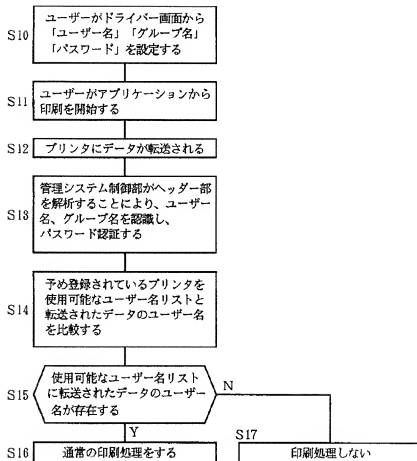 S10
ユーザーがドライバー画面から
「ユーザー名」「グループ名」
「パスワード」を設定する
S11
ユーザーがアプリケーションから
印刷を開始する
S12
プリンタにデータが転送される
S13
管理システム制御部がヘッダー部
を解析することにより、ユーザー
名、グループ名を認識し、
パスワード認証する
S14
予め登録されているプリンタを
使用可能なユーザー名リストと
転送されたデータのユーザー名
を比較する
S15
使用可能なユーザー名リスト
に転送されたデータのユーザー
名が存在する
N
Y
S16
通常の印刷処理をする
S17
印刷処理しない